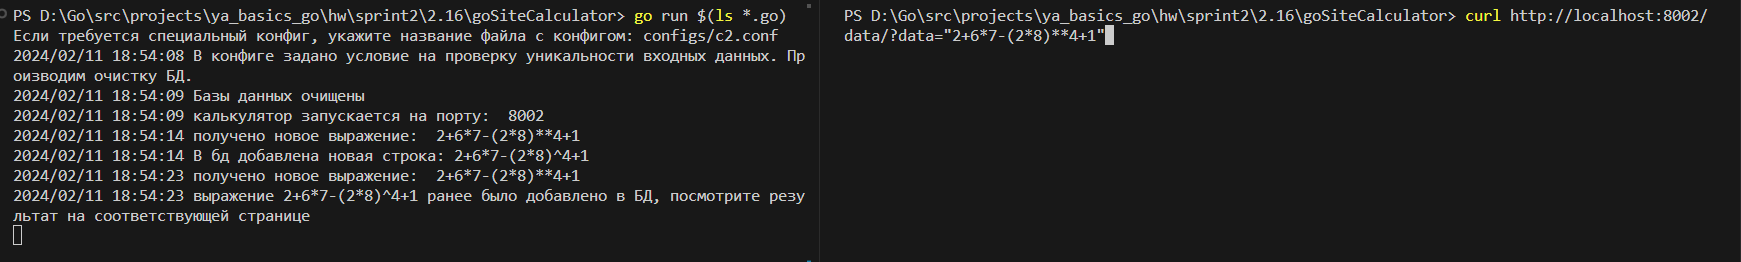 PS D:\Go\src\projects\ya_basics_go\hw\sprint2\2.16\goSiteCalculator> go run $(ls *.go)
Если требуется специальный конфиг, укажите название файла с конфигом: configs/c2.conf
2024/02/11 18:54:08 В конфиге задано условие на проверку уникальности входных данных. Пр
оизводим очистку БД.
2024/02/11 18:54:09 Базы данных очищены
2024/02/11 18:54:09 калькулятор запускается на порту:  8002
2024/02/11 18:54:14 получено новое выражение:  2+6*7-(2*8)**4+1
2024/02/11 18:54:14 В бд добавлена новая строка: 2+6*7-(2*8)^4+1
2024/02/11 18:54:23 получено новое выражение:  2+6*7-(2*8)**4+1
2024/02/11 18:54:23 выражение 2+6*7-(2*8)^4+1 ранее было добавлено в БД, посмотрите резу
льтат на соответствующей странице
PS D:\Go\src\projects\ya_basics_go\hw\sprint2\2.16\goSiteCalculator> curl http://localhost:8002/
data/?data="2+6*7-(2*8)**4+1"